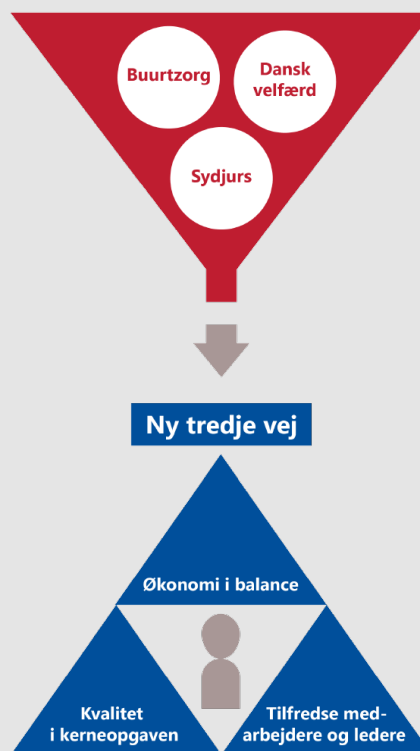 Buurtzorg
Dansk
velfærd
Sydjurs
Ny tredje vej
Økonomi i balance
Kvalitet
i kerneopgaven
Tilfredse med-
arbejdere og ledere